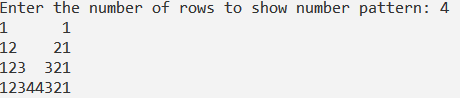 Enter the number of rows to show number pattern: 4
1      1
12    21
123  321
12344321